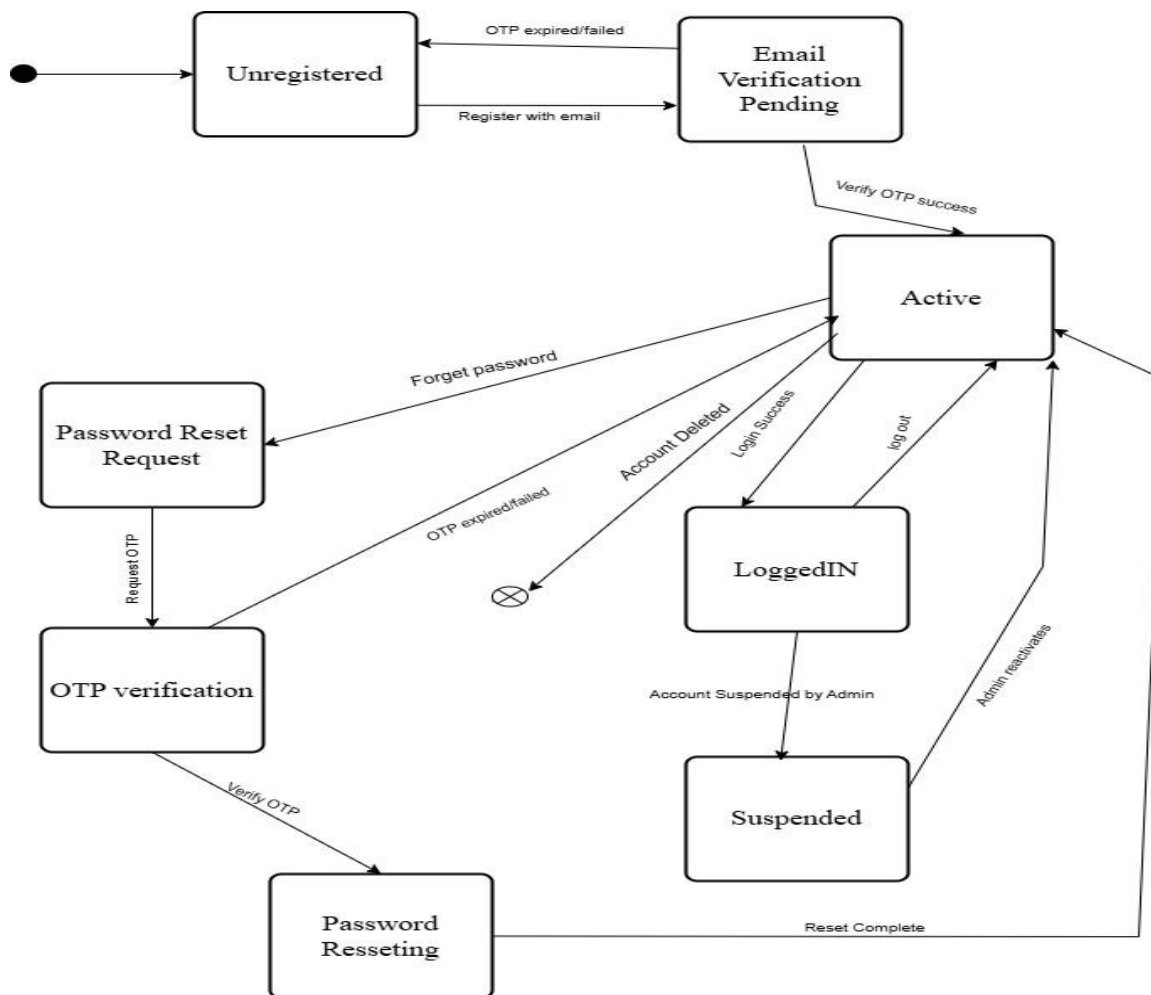 OTP expired/failed
Unregistered
Email
Verification
Pending
Register with email
Verify OTP success
Active
Forget password
Password Reset
Request
Account Deleted
Login Success
log out
OTP expired/failed
Request OTP
LoggedIN
OTP verification
Account Suspended by Admin
Admin reactivates
Verify OTP
Suspended
Password
Resseting
Reset Complete